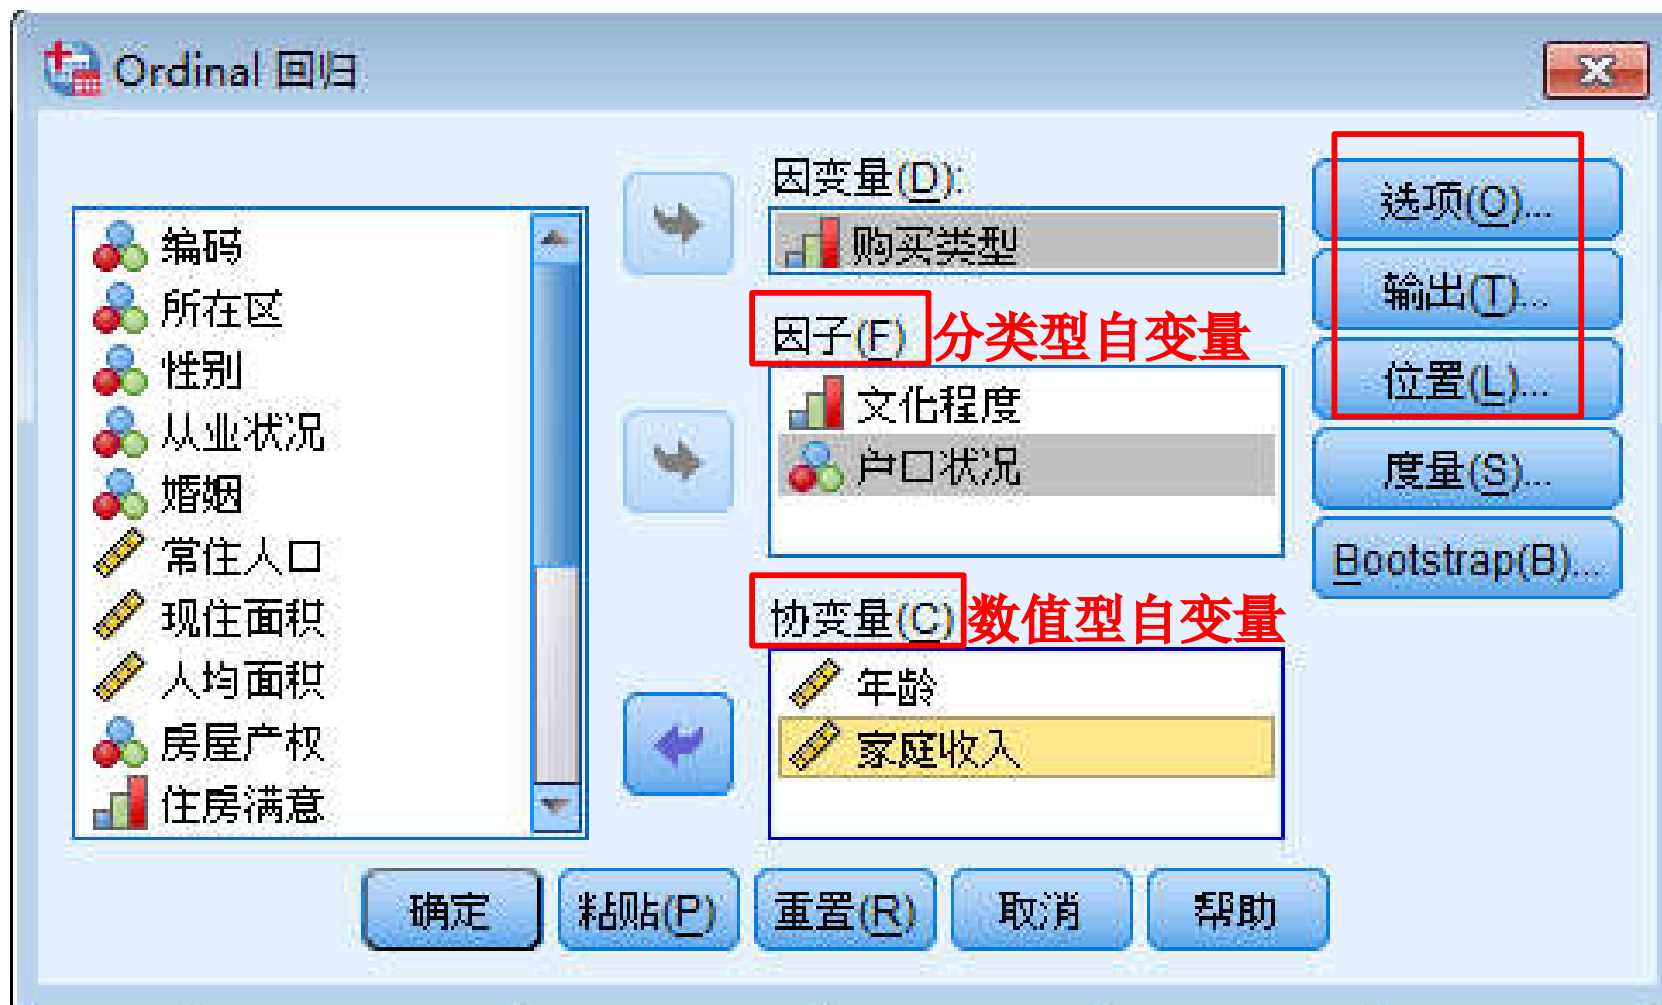 Ordinal 回归
编码
所在区
性别
从业状况
婚姻
常住人口
现住面积
人均面积
房屋产权
住房满意
因变量(D):
购买类型
因子(F) 分类型自变量
文化程度
户口状况
协变量(C) 数值型自变量
年龄
家庭收入
选项(O)...
输出(T)...
位置(L)...
度量(S)...
Bootstrap(B)...
确定
粘贴(P)
重置(R)
取消
帮助